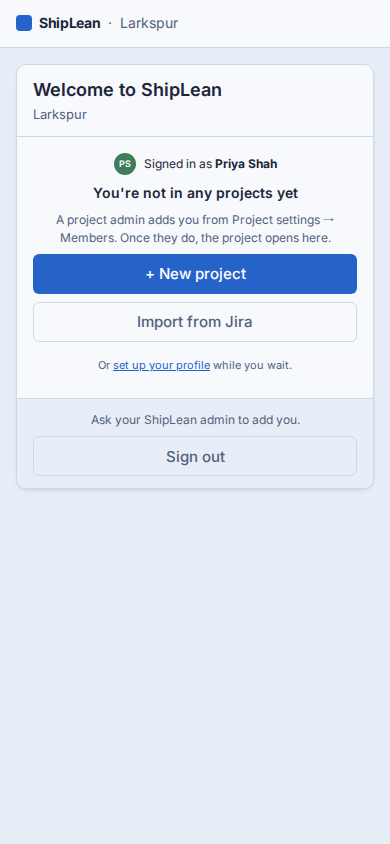 ShipLean · Larkspur
Welcome to ShipLean
Larkspur
PS Signed in as Priya Shah
You're not in any projects yet
A project admin adds you from Project settings →
Members. Once they do, the project opens here.
+ New project
Import from Jira
Or set up your profile while you wait.
Ask your ShipLean admin to add you.
Sign out